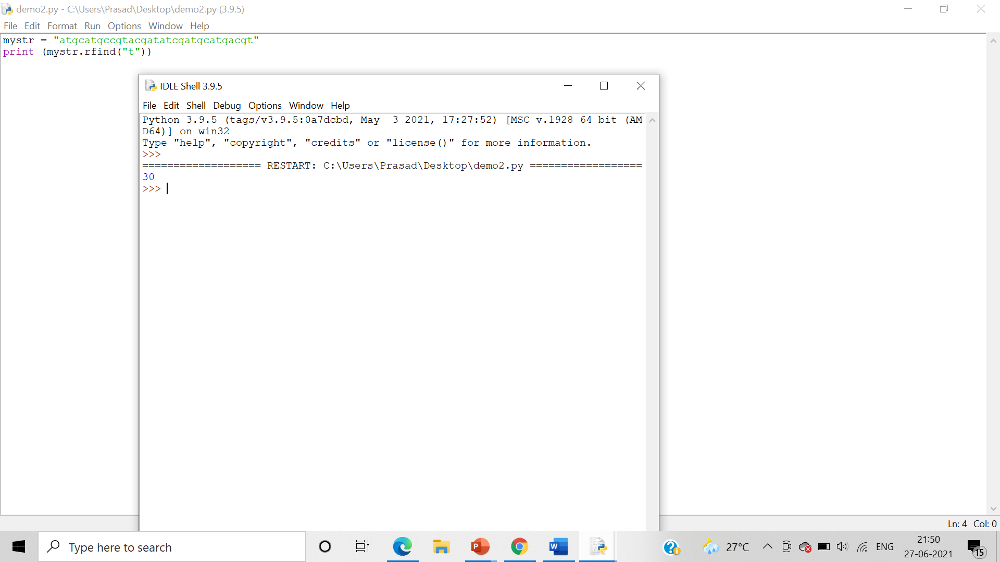 demo2.py - C:\Users\Prasad\Desktop\demo2.py (3.9.5)
File Edit Format Run Options Window Help
mystr = "atgcatgccgtacgatatcgatgcatgacgt"
print (mystr.rfind("t"))
IDLE Shell 3.9.5
File Edit Shell Debug Options Window Help
Python 3.9.5 (tags/v3.9.5:0a7dcbd, May  3 2021, 17:27:52) [MSC v.1928 64 bit (AM
D64)] on win32
Type "help", "copyright", "credits" or "license()" for more information.
>>>
=================== RESTART: C:\Users\Prasad\Desktop\demo2.py ==================
30
>>>
Ln: 4 Col: 0
Type here to search
P
W
27°C
ENG
21:50
27-06-2021
15